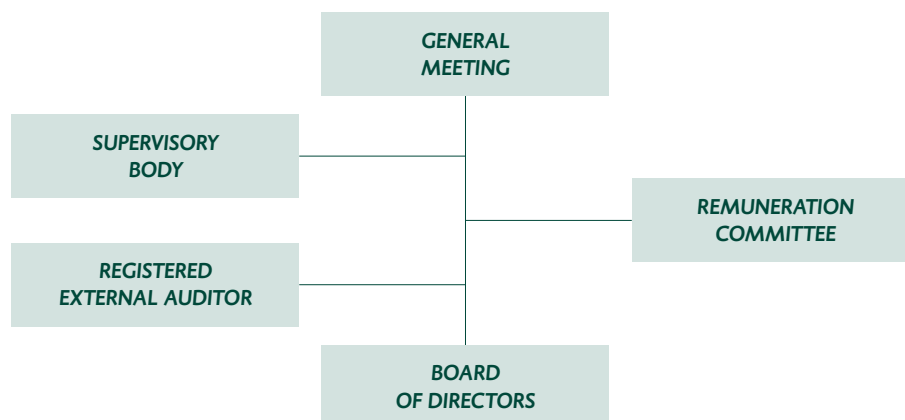 GENERAL
MEETING
SUPERVISORY
BODY
REMUNERATION
COMMITTEE
REGISTERED
EXTERNAL AUDITOR
BOARD
OF DIRECTORS